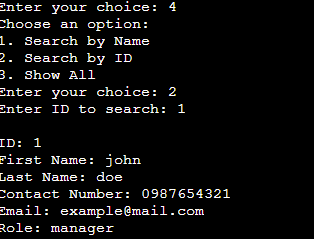 Enter your choice: 4
Choose an option:
1. Search by Name
2. Search by ID
3. Show All
Enter your choice: 2
Enter ID to search: 1
ID: 1
First Name: john
Last Name: doe
Contact Number: 0987654321
Email: example@mail.com
Role: manager